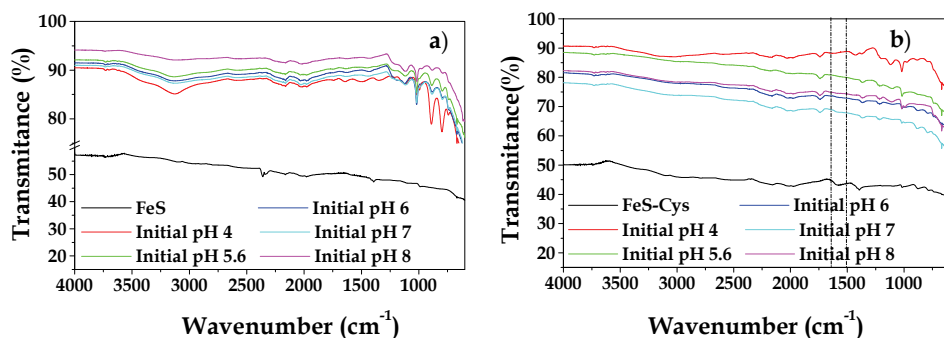 a)
Transmitance (%)
100
90
80
50
40
30
20
FeS
Initial pH 4
Initial pH 5.6
Initial pH 6
Initial pH 7
Initial pH 8
4000 3500 3000 2500 2000 1500 1000
Wavenumber (cm-1)
b)
Transmitance(%)
100
90
80
70
60
50
40
30
20
FeS-Cys
Initial pH 4
Initial pH 5.6
Initial pH 6
Initial pH 7
Initial pH 8
4000 3500 3000 2500 2000 1500 1000
Wavenumber (cm-1)